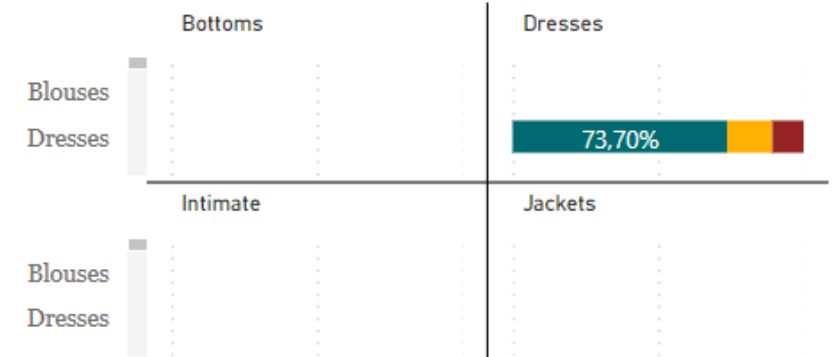 Bottoms
Dresses
Blouses
Dresses
73,70%
Intimate
Jackets
Blouses
Dresses